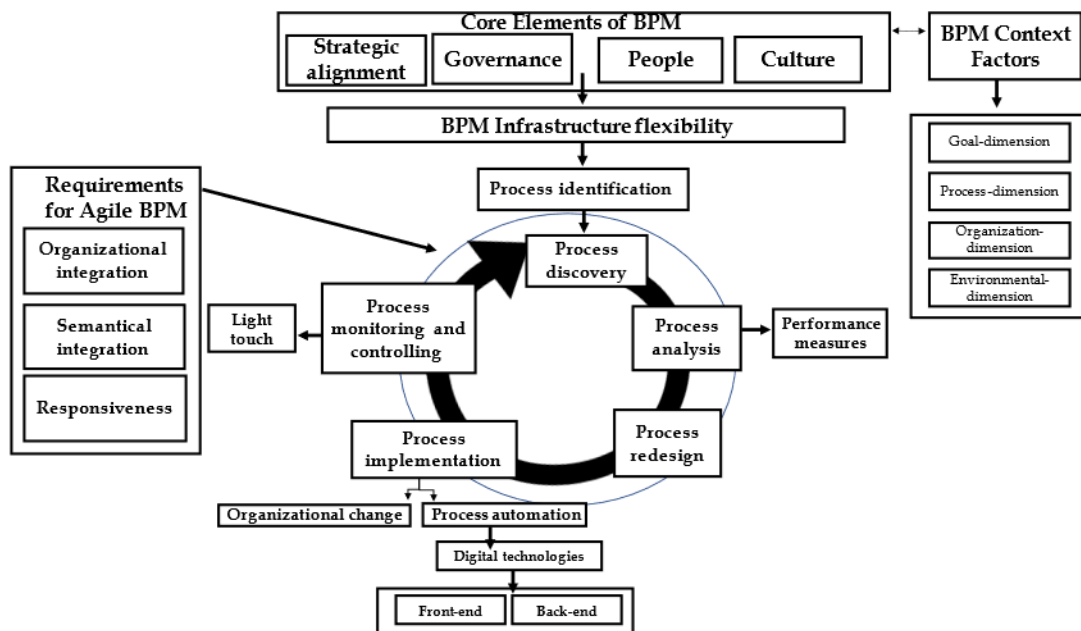 Core Elements of BPM
Strategic
alignment
Governance
People
Culture
BPM Context
Factors
BPM Infrastructure flexibility
Goal-dimension
Process-dimension
Organization-
dimension
Environmental-
dimension
Requirements
for Agile BPM
Organizational
integration
Semantical
integration
Responsiveness
Process identification
Process
discovery
Process
monitoring and
controlling
Light
touch
Process
analysis
Performance
measures
Process
implementation
Process
redesign
Organizational change
Process automation
Digital technologies
Front-end
Back-end